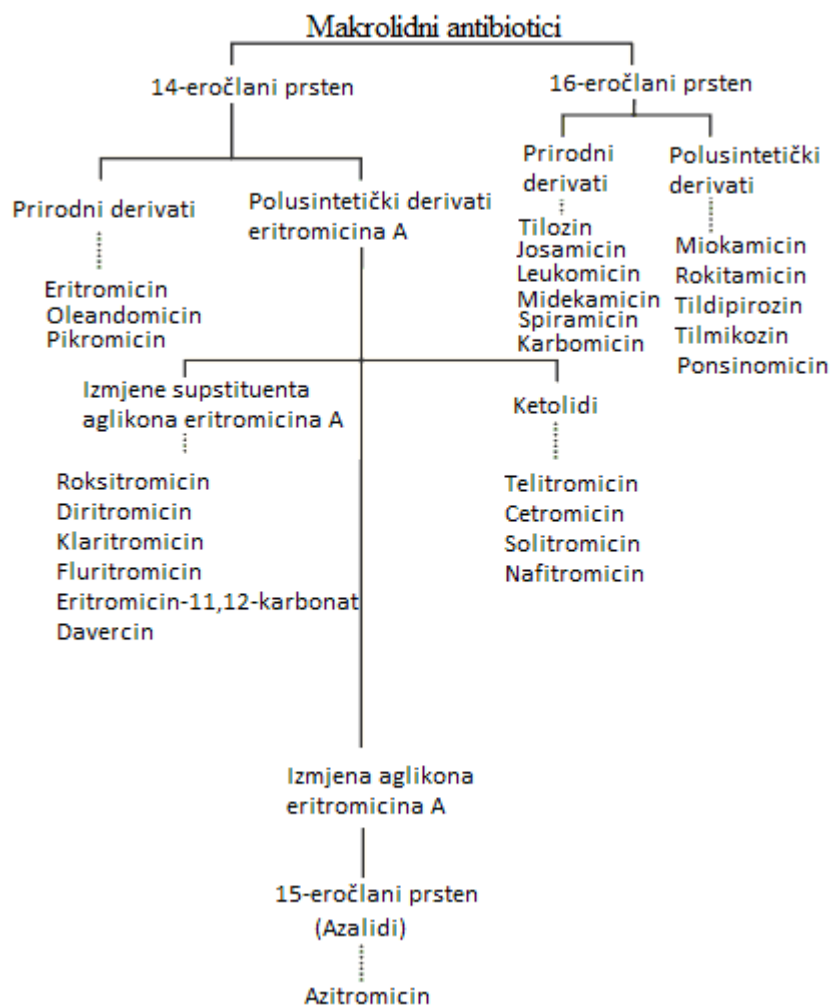 Makrolidni antibiotici
14-eročlani prsten
16-eročlani prsten
Prirodni derivati
Polusintetički derivati
eritromicina A
Prirodni
derivati
Polusintetički
derivati
Eritromicin
Oleandomicin
Pikromicin
Tilozin
Josamicin
Leukomicin
Midekamicin
Spiramicin
Karbomicin
Miokamicin
Rokitamicin
Tildipirozin
Tilmikozin
Ponsinomicin
Izmjene supstituenta
aglikona eritromicina A
Ketolidi
Roksitromicin
Diritromicin
Klaritromicin
Fluritromicin
Eritromicin-11,12-karbonat
Davercin
Telitromicin
Cetromicin
Solitromicin
Nafitromicin
Izmjena aglikona
eritromicina A
15-eročlani prsten
(Azalidi)
Azitromicin